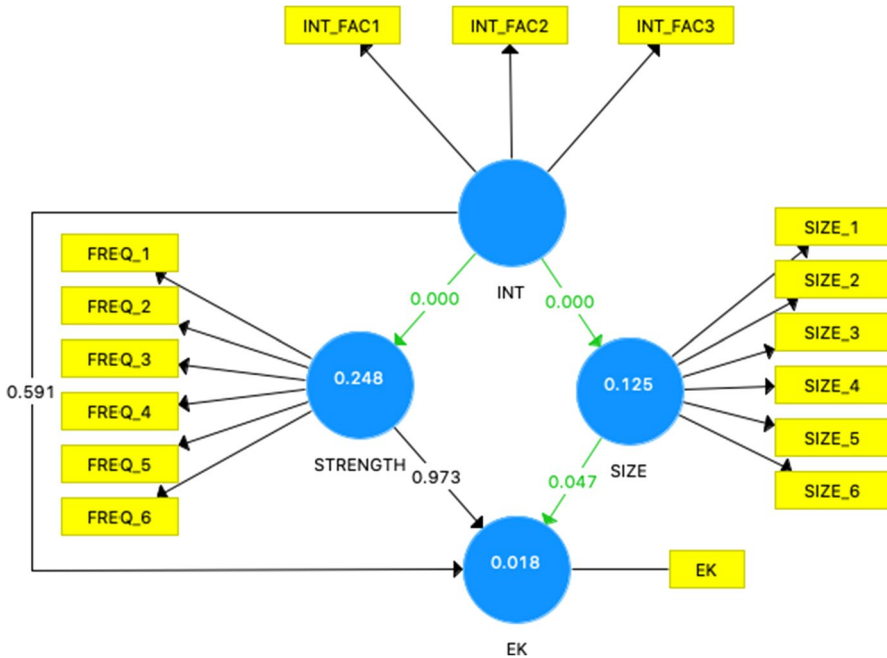 INT_FAC1
INT_FAC2
INT_FAC3
INT
0.000
0.000
FREQ_1
FREQ_2
FREQ_3
FREQ_4
FREQ_5
FREQ_6
0.591
0.248
STRENGTH
0.973
0.125
SIZE
0.047
SIZE_1
SIZE_2
SIZE_3
SIZE_4
SIZE_5
SIZE_6
0.018
EK
EK